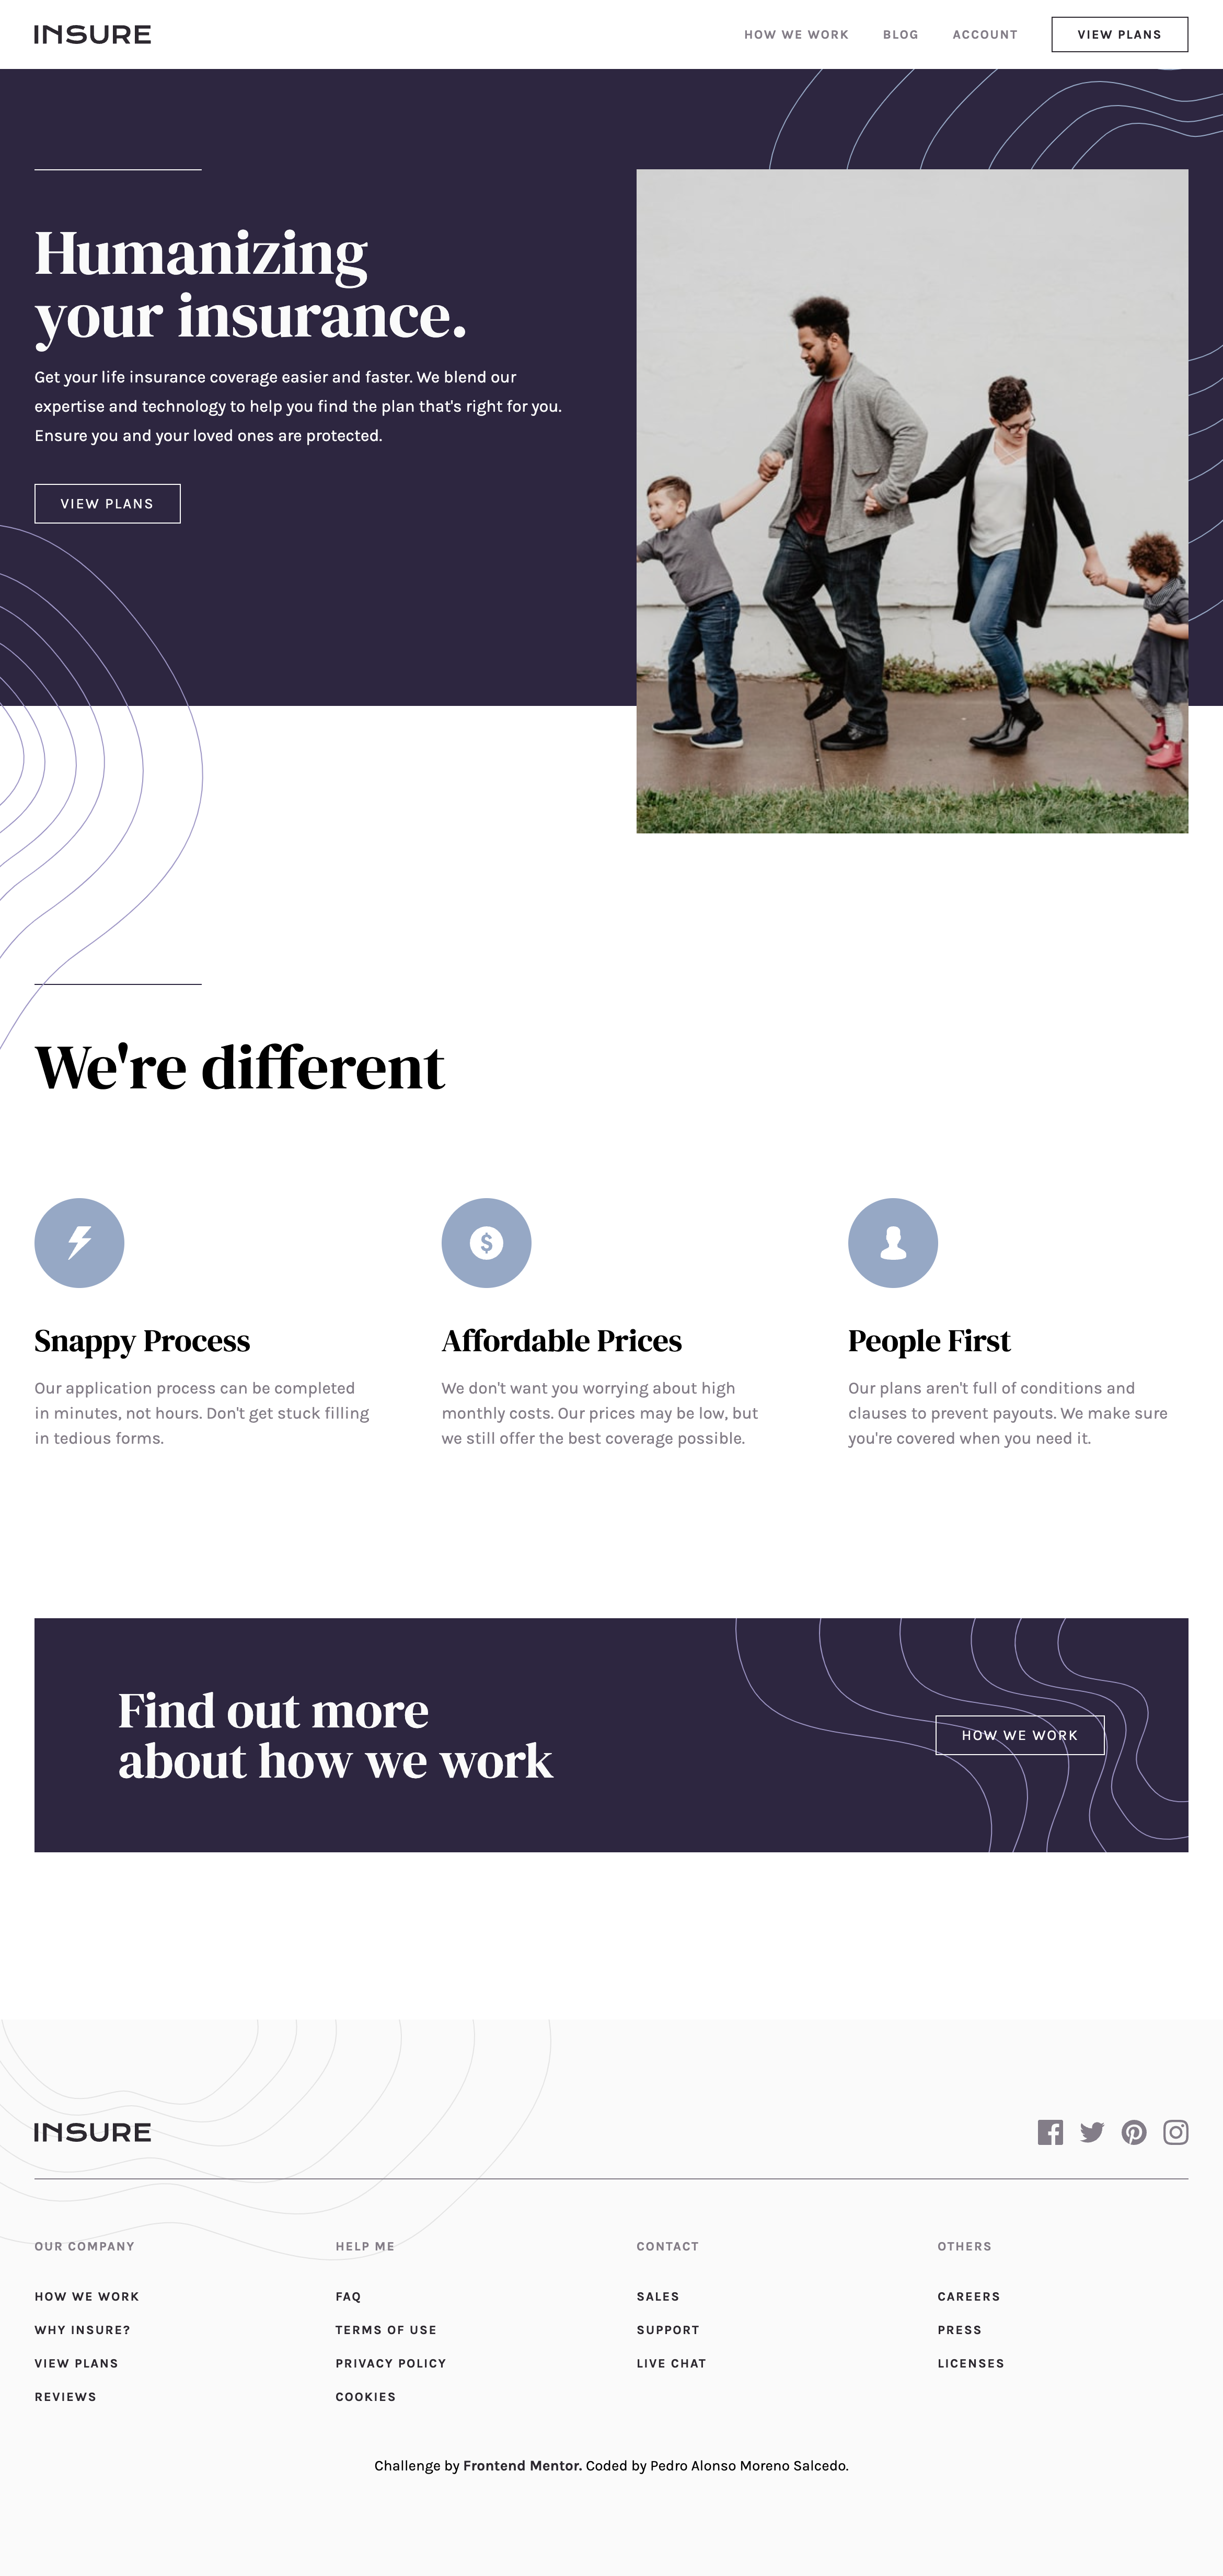 INSURE
HOW WE WORK
BLOG
ACCOUNT
VIEW PLANS
Humanizing
your insurance.
Get your life insurance coverage easier and faster. We blend our
expertise and technology to help you find the plan that's right for you.
Ensure you and your loved ones are protected.
VIEW PLANS
We're different
Snappy Process
Our application process can be completed
in minutes, not hours. Don't get stuck filling
in tedious forms.
Affordable Prices
We don't want you worrying about high
monthly costs. Our prices may be low, but
we still offer the best coverage possible.
People First
Our plans aren't full of conditions and
clauses to prevent payouts. We make sure
you're covered when you need it.
Find out more
about how we work
HOW WE WORK
INSURE
OUR COMPANY
HOW WE WORK
WHY INSURE?
VIEW PLANS
REVIEWS
HELP ME
FAQ
TERMS OF USE
PRIVACY POLICY
COOKIES
CONTACT
SALES
SUPPORT
LIVE CHAT
OTHERS
CAREERS
PRESS
LICENSES
Challenge by Frontend Mentor. Coded by Pedro Alonso Moreno Salcedo.